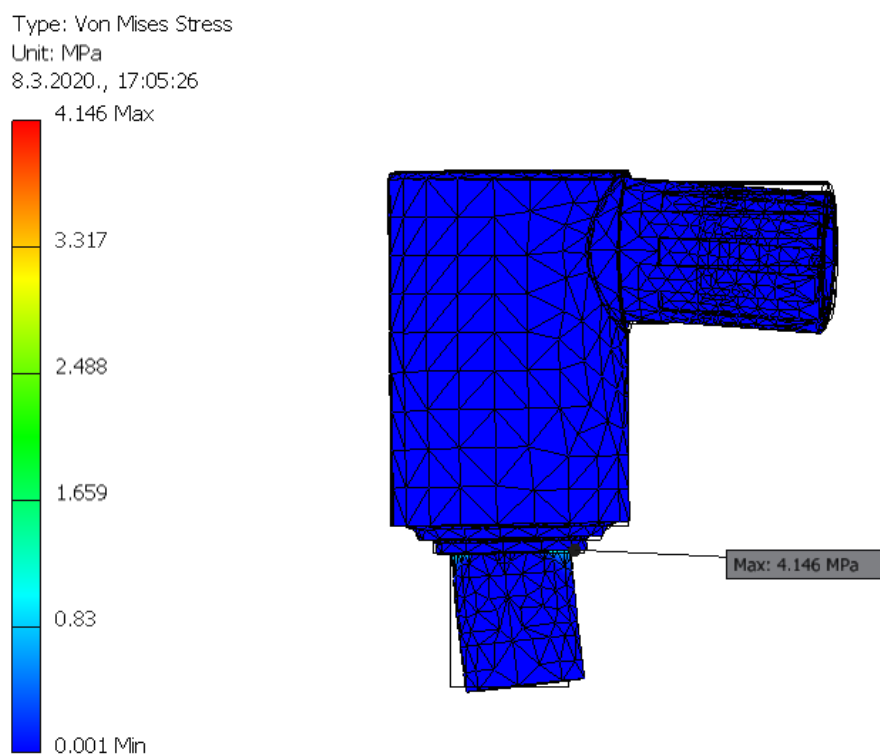 Type: Von Mises Stress
Unit: MPa
8.3.2020., 17:05:26
4.146 Max
3.317
2.488
1.659
0.83
0.001 Min
Max: 4.146 MPa